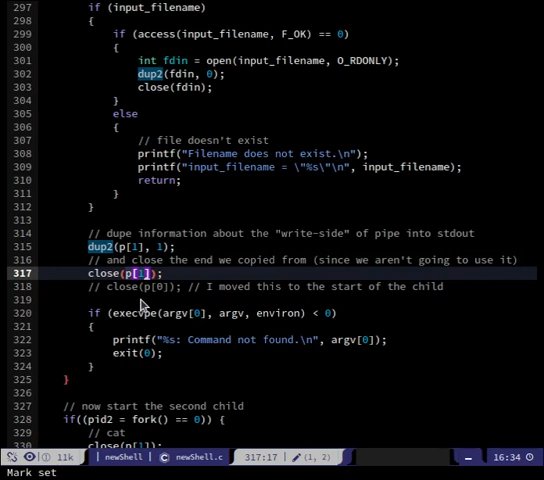 297 if (input_filename)
298 {
299 if (access(input_filename, F_OK) == 0)
300 {
301 int fdin = open(input_filename, O_RDONLY);
302 dup2(fdin, 0);
303 close(fdin);
304 }
305 else
306 {
307 // file doesn't exist
308 printf("Filename does not exist.\n");
309 printf("input_filename = \"%s\"\n", input_filename);
310 return;
311 }
312 }
313
314 // dupe information about the "write-side" of pipe into stdout
315 dup2(p[1], 1);
316 // and close the end we copied from (since we aren't going to use it)
317 close(p[1]);
318 // close(p[0]); // I moved this to the start of the child
319
320 if (execvpe(argv[0], argv, environ) < 0)
321 {
322 printf("%s: Command not found.\n", argv[0]);
323 exit(0);
324 }
325 }
326
327 // now start the second child
328 if((pid2 = fork() == 0)) {
329 // cat
330 close(p[1]);
11k | newShell | newShell.c 317:17 (1, 2) 16:34
Mark set